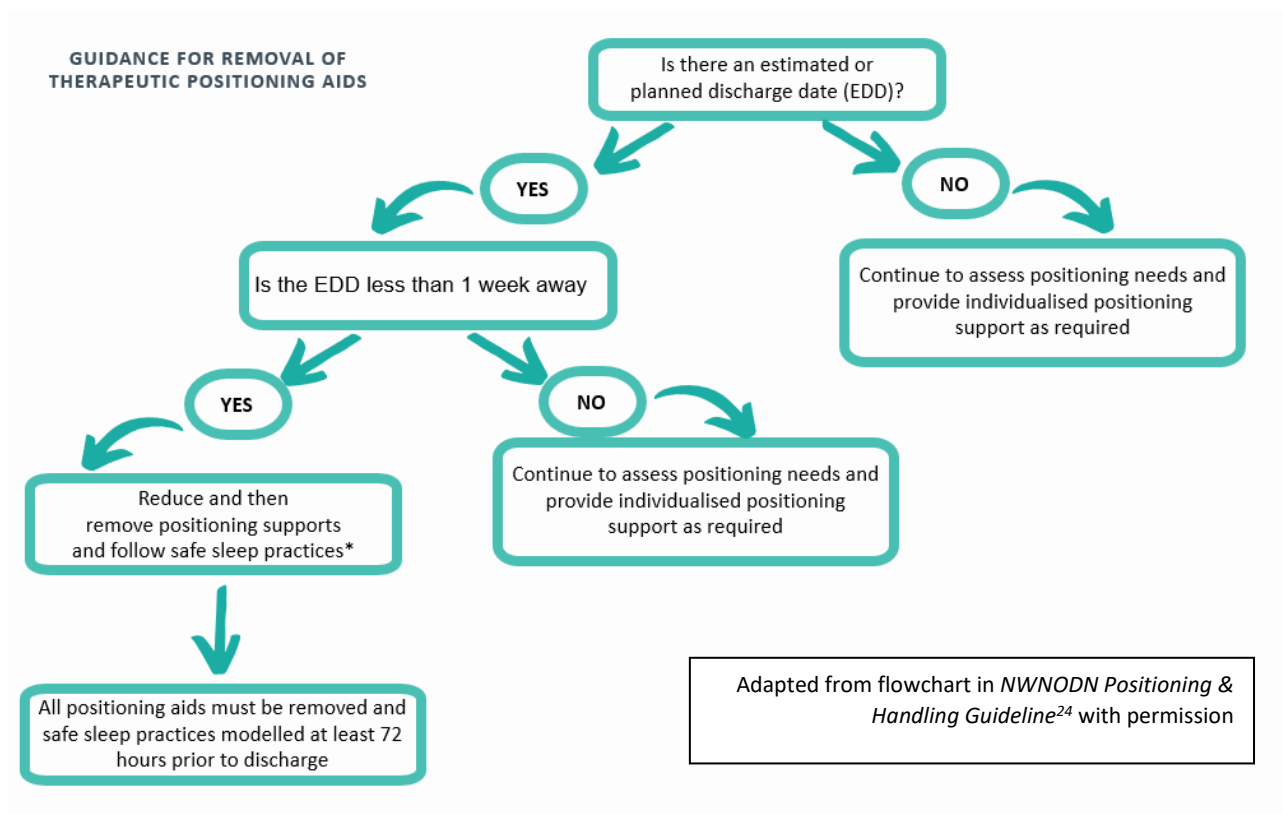 GUIDANCE FOR REMOVAL OF
THERAPEUTIC POSITIONING AIDS
Is there an estimated or
planned discharge date (EDD)?
YES
NO
Is the EDD less than 1 week away
Continue to assess positioning needs and
provide individualised positioning
support as required
YES
NO
Reduce and then
remove positioning supports
and follow safe sleep practices*
Continue to assess positioning needs and
provide individualised positioning
support as required
All positioning aids must be removed and
safe sleep practices modelled at least 72
hours prior to discharge
Adapted from flowchart in NWNODN Positioning &
Handling Guideline24 with permission